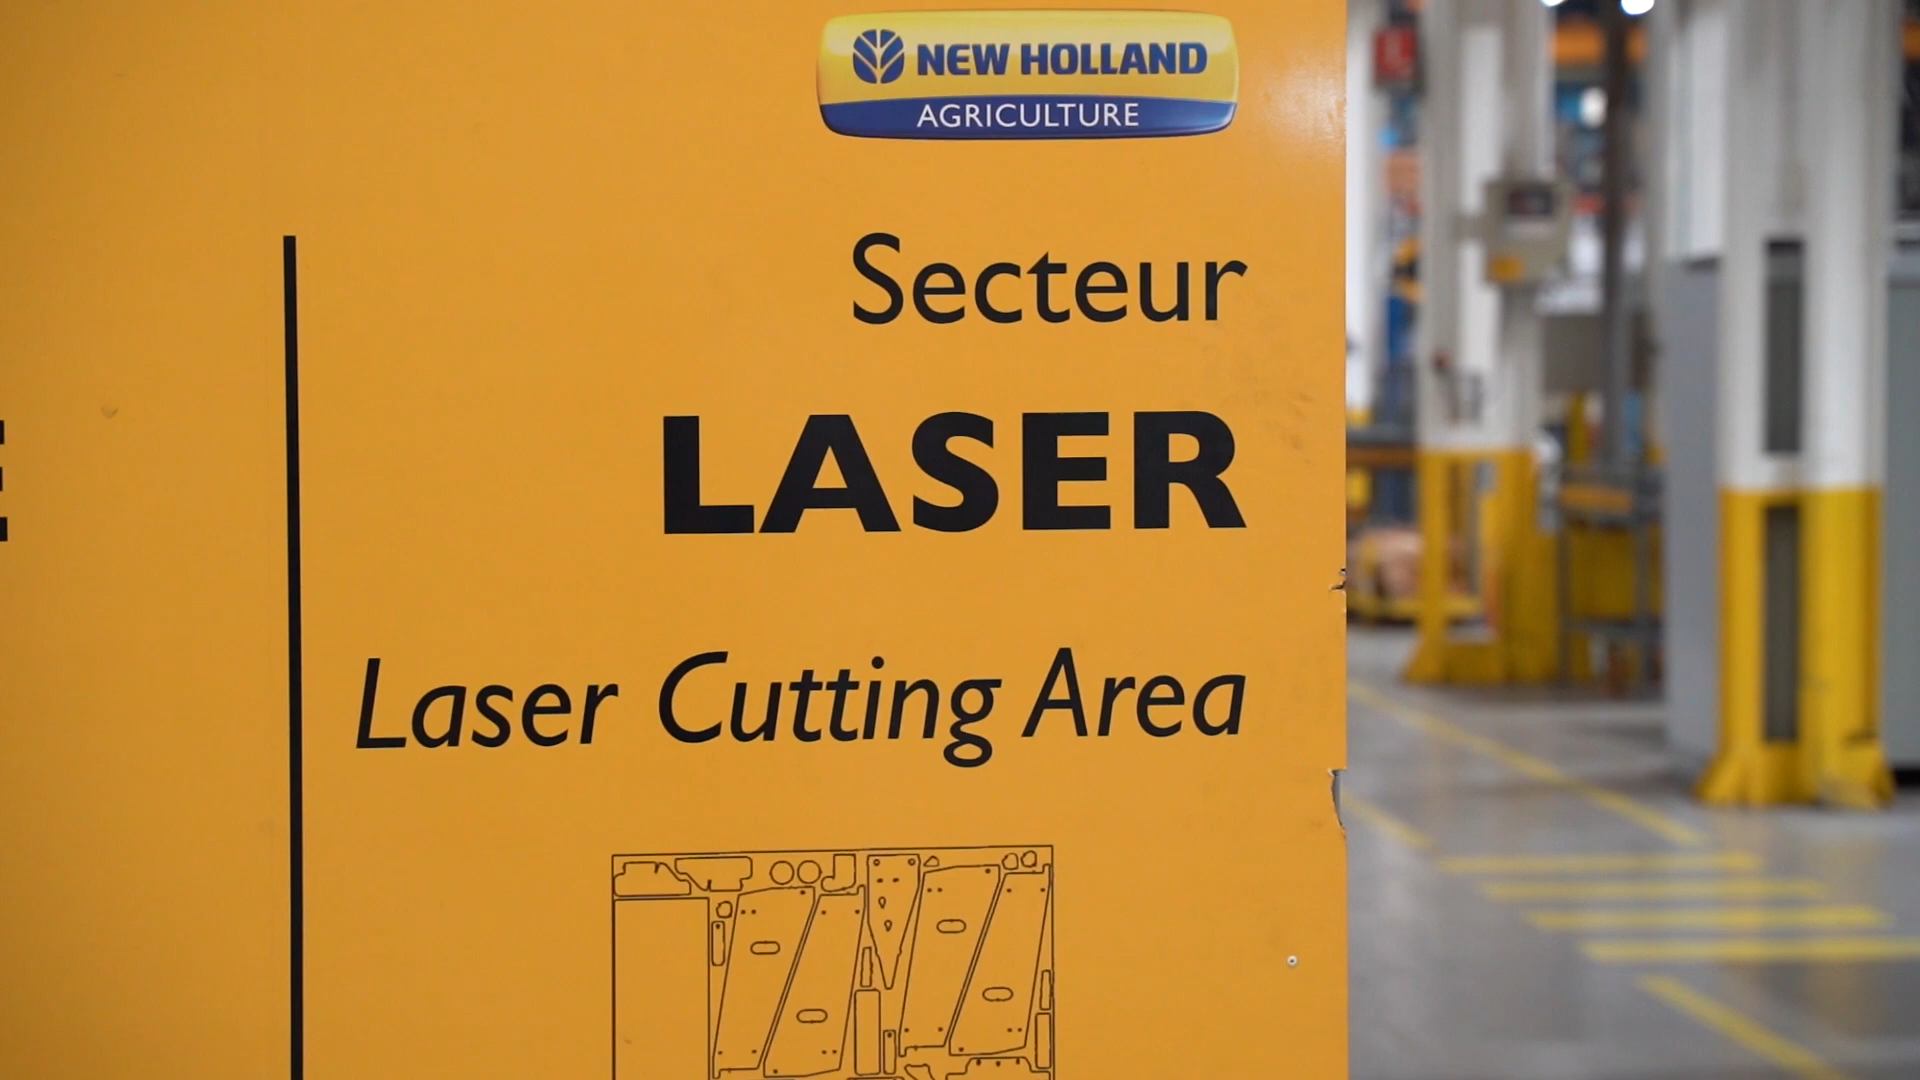 NEW HOLLAND
AGRICULTURE
Secteur
LASER
Laser Cutting Area